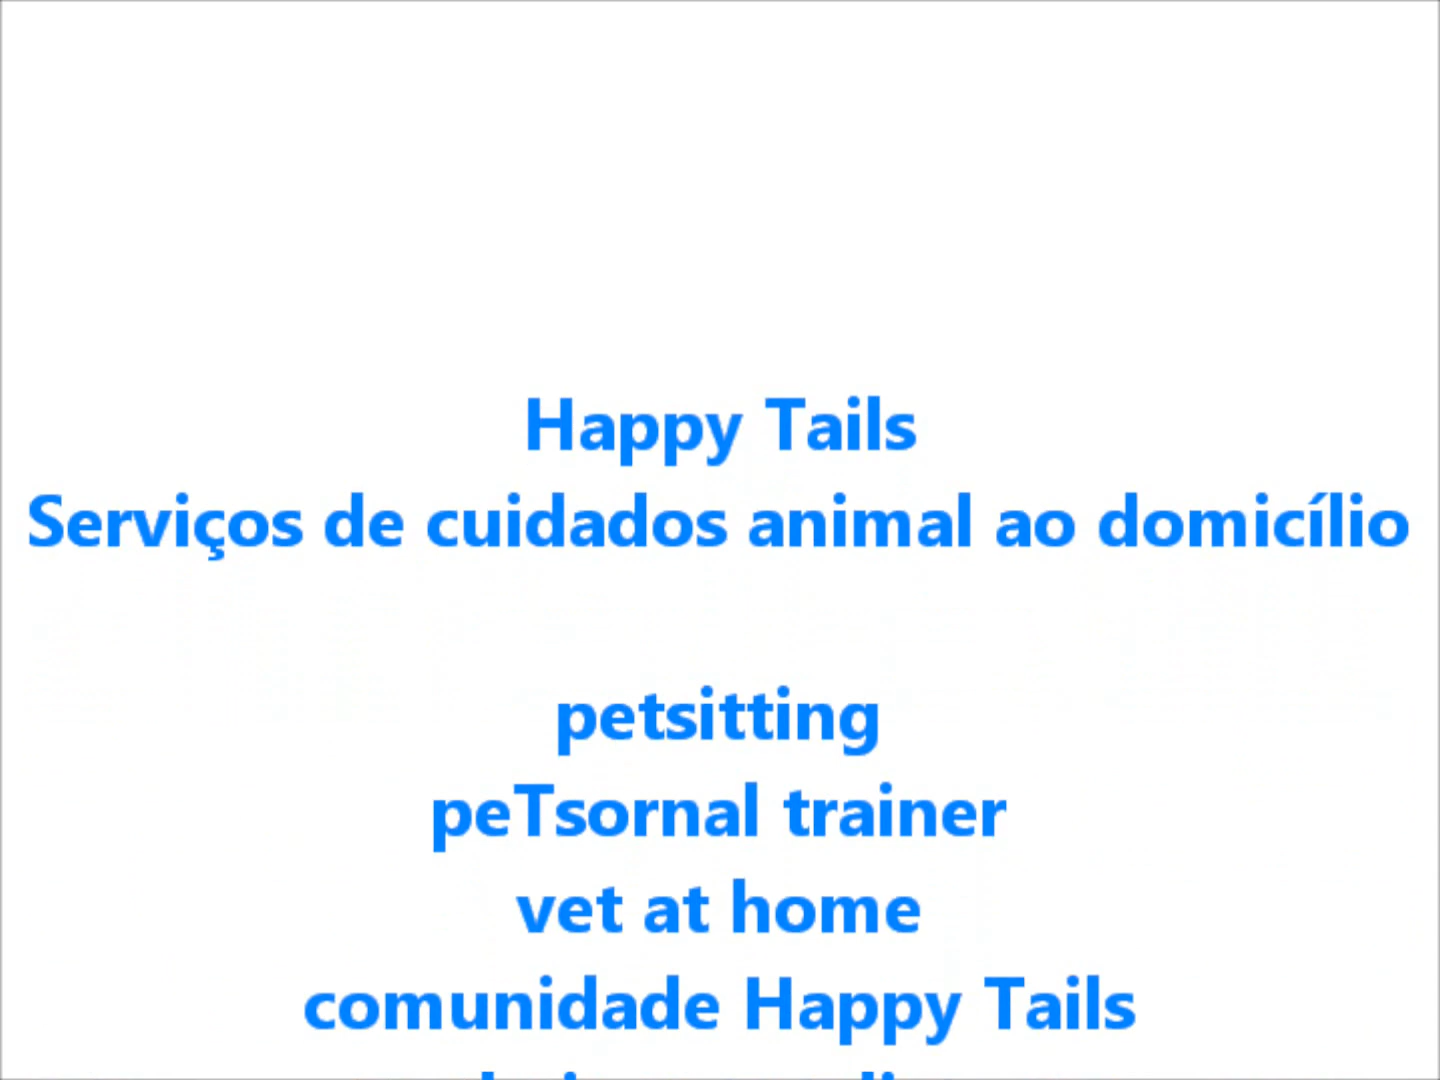 Happy Tails
Serviços de cuidados animal ao domicílio
petsitting
peTsornal trainer
vet at home
comunidade Happy Tails